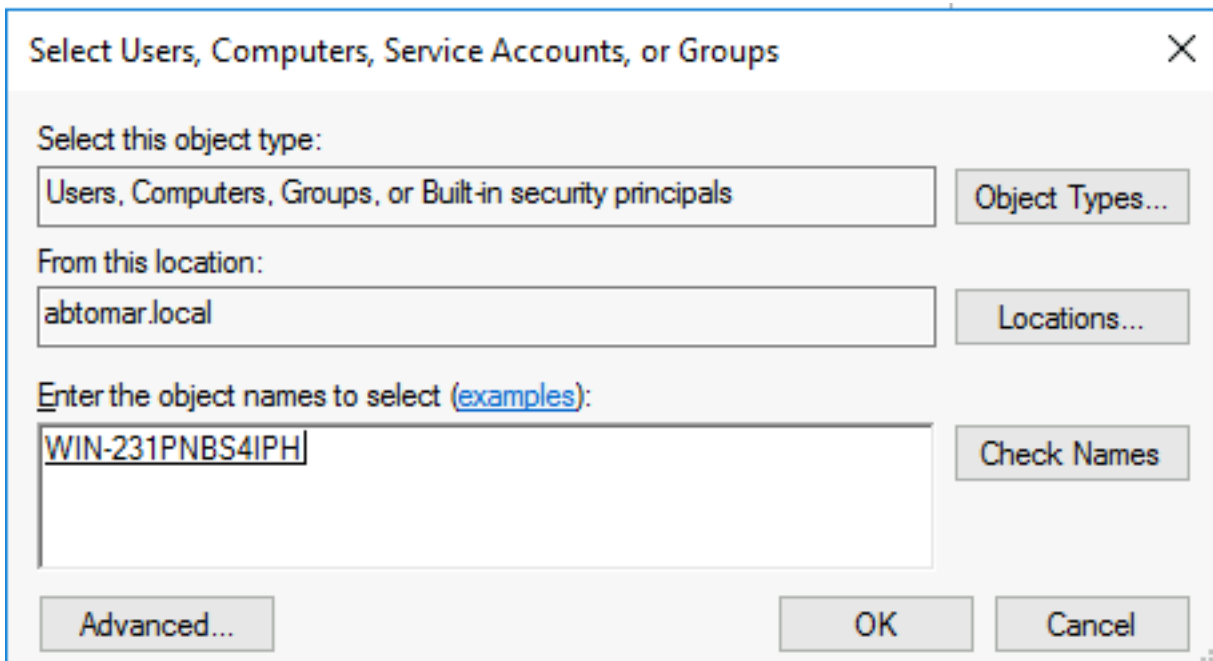 Select Users, Computers, Service Accounts, or Groups
Select this object type:
Users, Computers, Groups, or Built-in security principals
Object Types...
From this location:
abtomar.local
Locations...
Enter the object names to select (examples):
WIN-231PNBS4IPH
Check Names
Advanced...
OK
Cancel